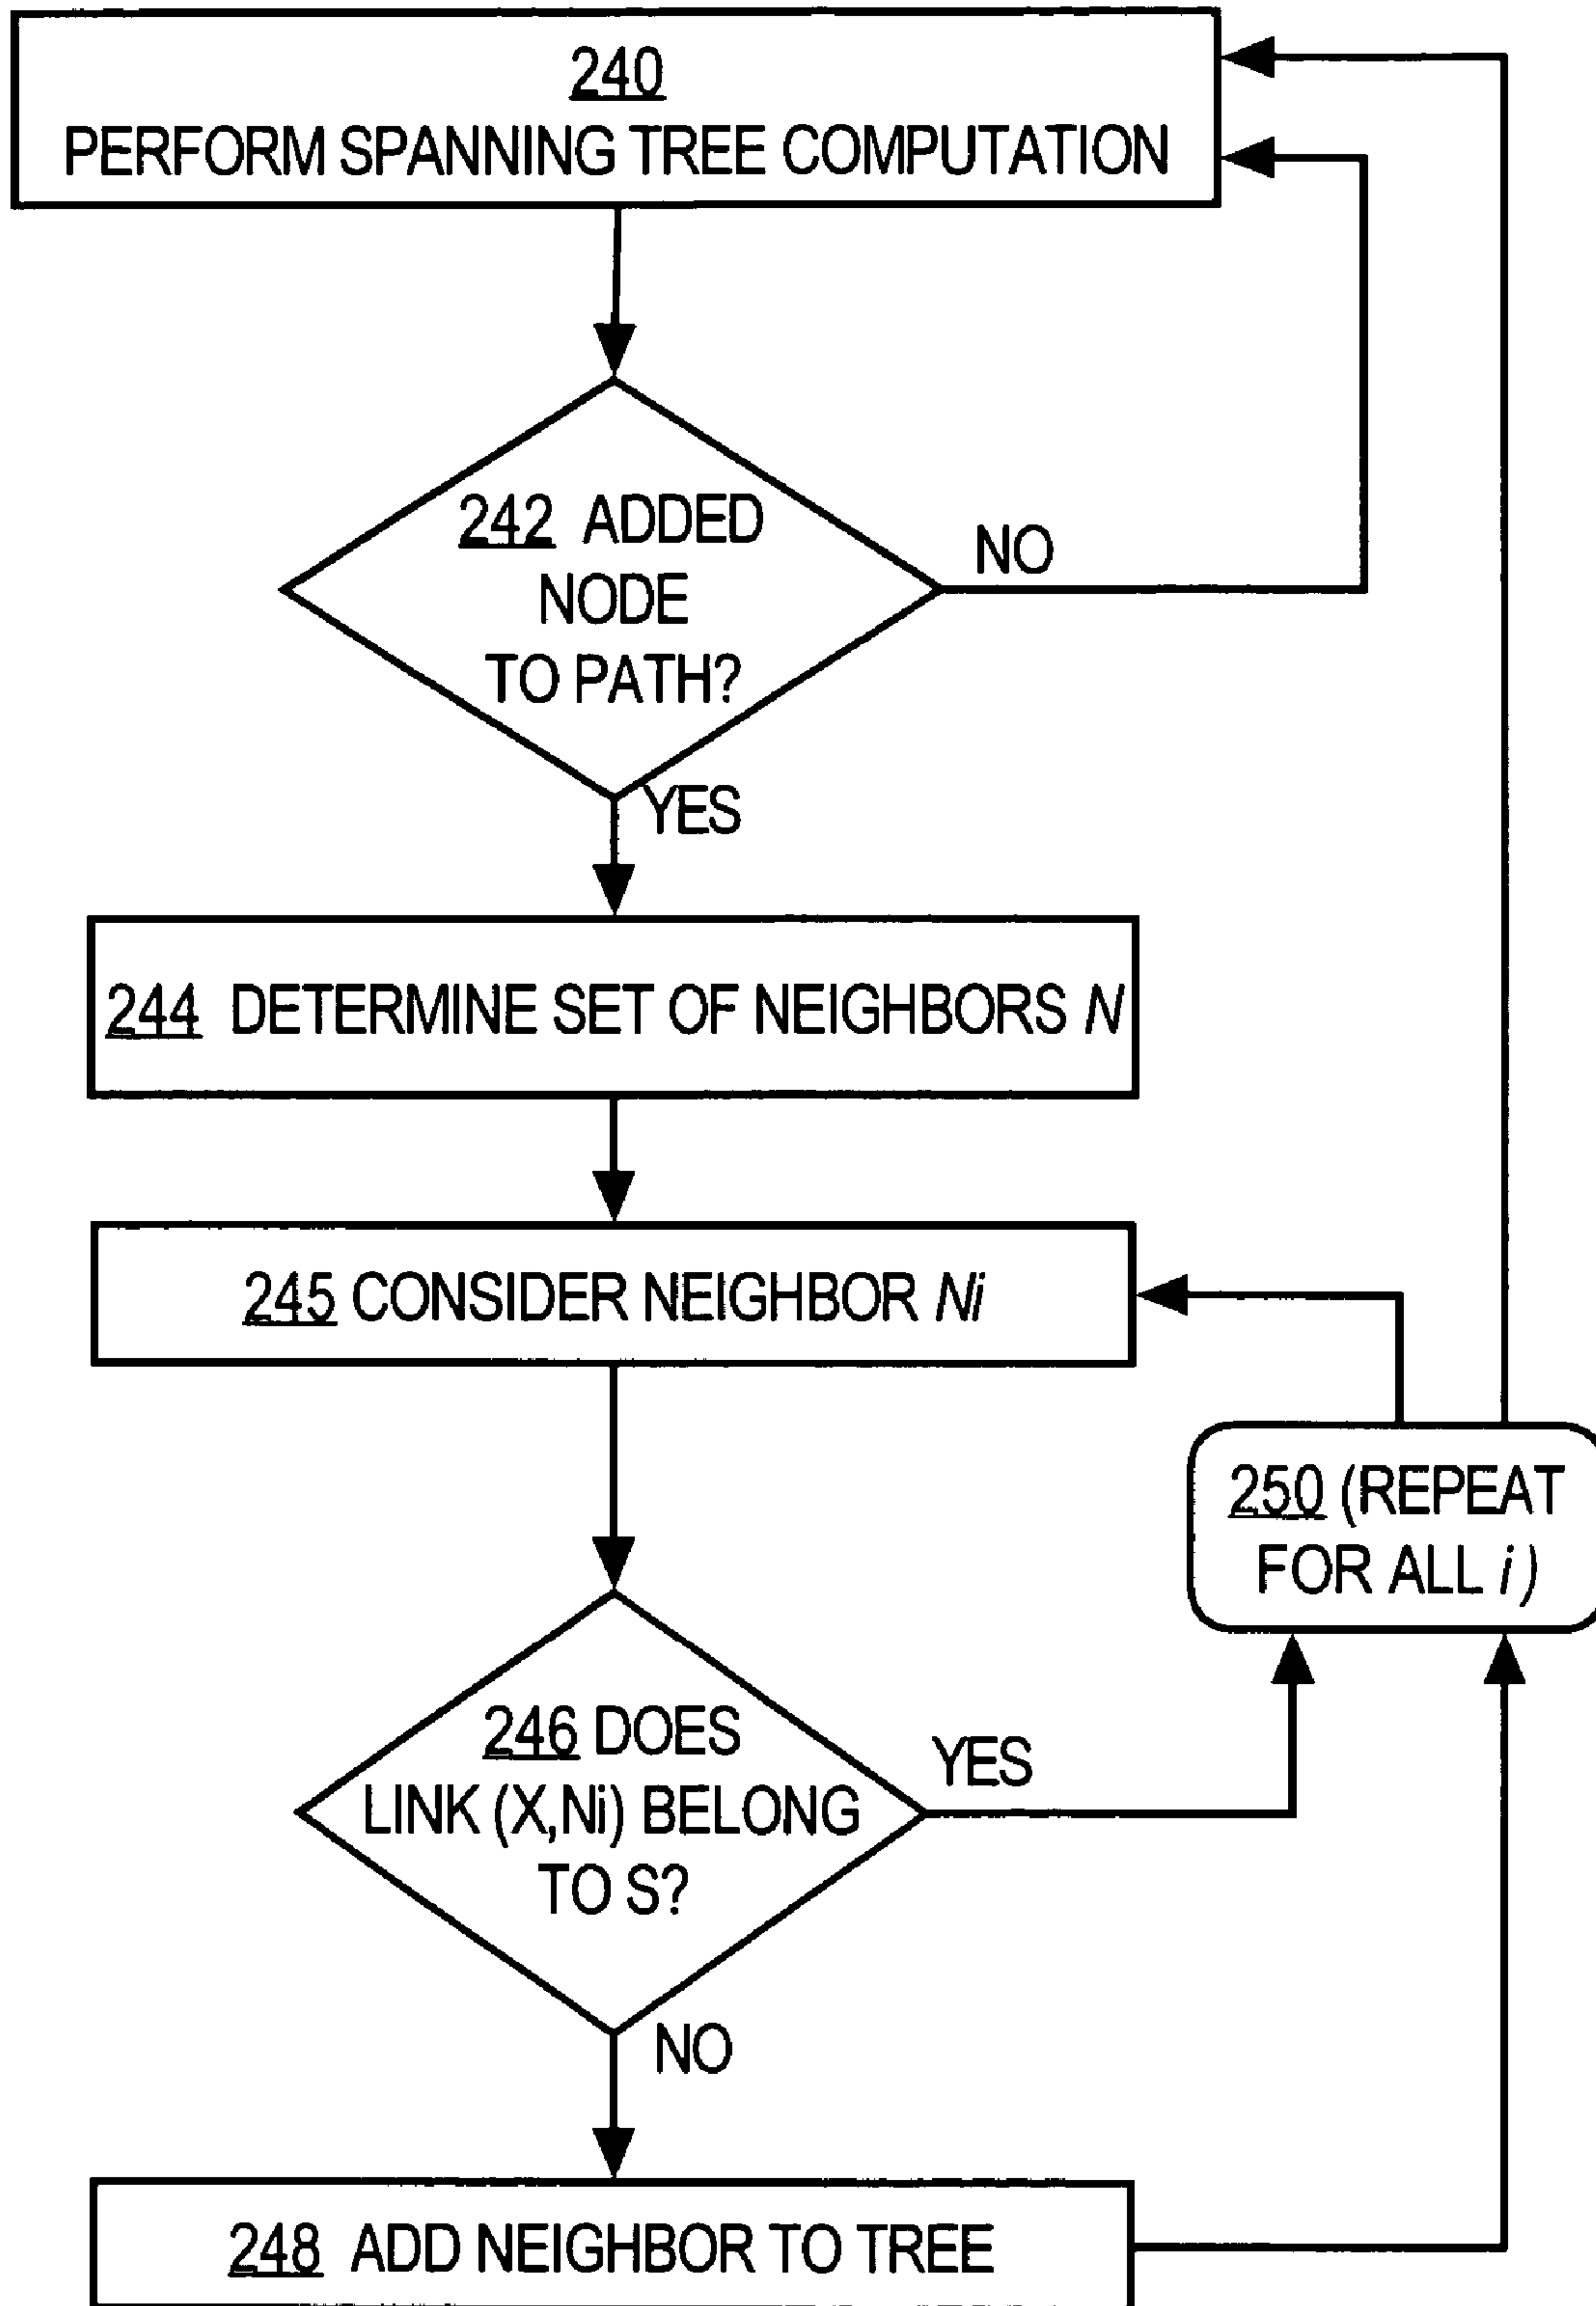 240
PERFORM SPANNING TREE COMPUTATION
242 ADDED
NODE
TO PATH?
NO
YES
244 DETERMINE SET OF NEIGHBORS N
245 CONSIDER NEIGHBOR Ni
250 (REPEAT
FOR ALL i)
246 DOES
LINK (X,Ni) BELONG
TO S?
YES
NO
248 ADD NEIGHBOR TO TREE